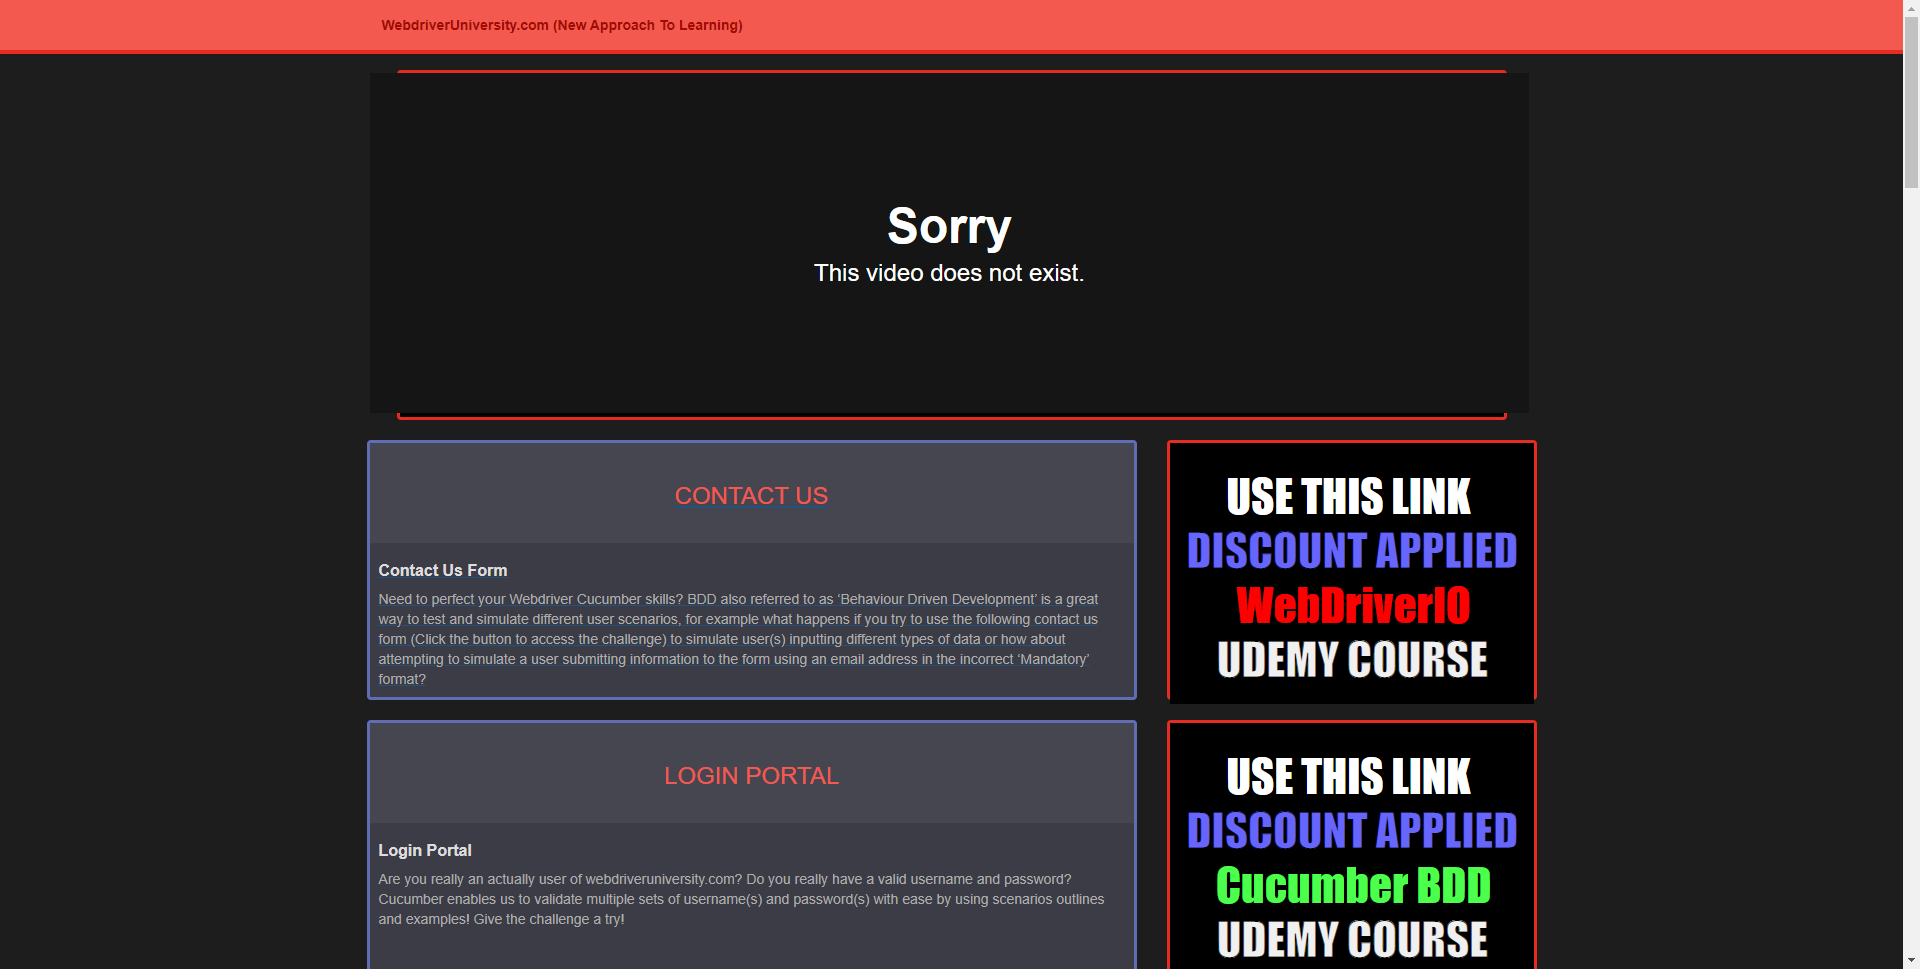 WebdriverUniversity.com (New Approach To Learning)
Sorry
This video does not exist.
CONTACT US
Contact Us Form
Need to perfect your Webdriver Cucumber skills? BDD also referred to as ‘Behaviour Driven Development’ is a great
way to test and simulate different user scenarios, for example what happens if you try to use the following contact us
form (Click the button to access the challenge) to simulate user(s) inputting different types of data or how about
attempting to simulate a user submitting information to the form using an email address in the incorrect ‘Mandatory’
format?
USE THIS LINK
DISCOUNT APPLIED
WebDriverIO
UDEMY COURSE
LOGIN PORTAL
Login Portal
Are you really an actually user of webdriveruniversity.com? Do you really have a valid username and password?
Cucumber enables us to validate multiple sets of username(s) and password(s) with ease by using scenarios outlines
and examples! Give the challenge a try!
USE THIS LINK
DISCOUNT APPLIED
Cucumber BDD
UDEMY COURSE